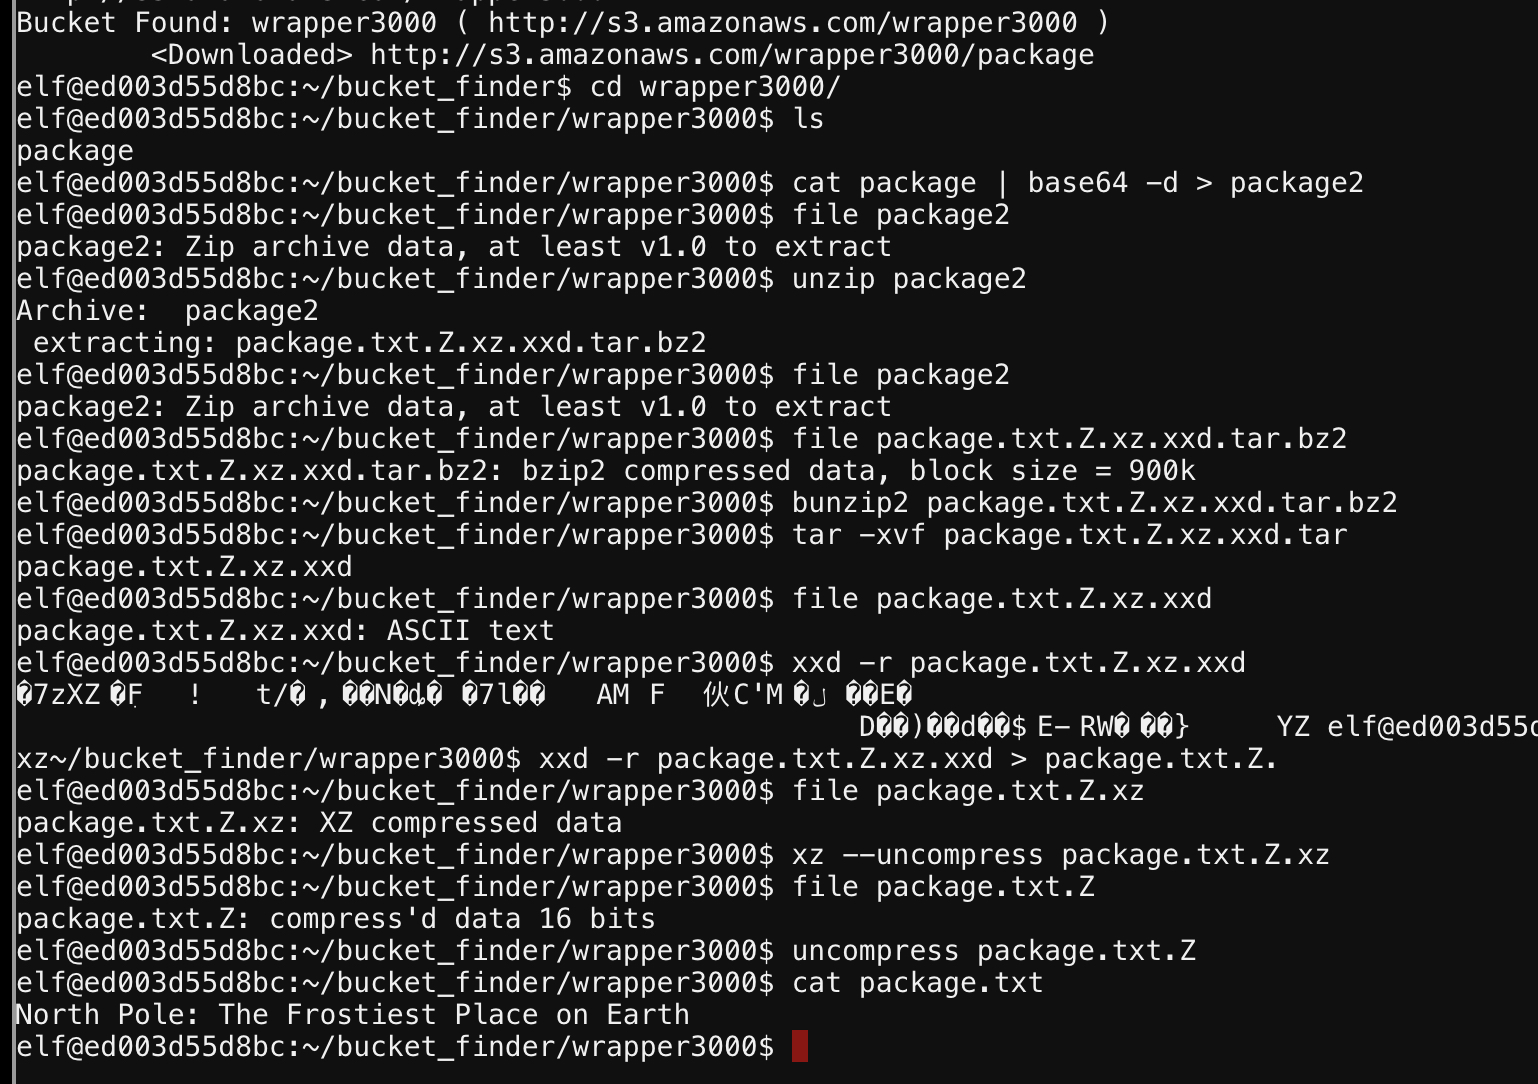 Bucket Found: wrapper3000 ( http://s3.amazonaws.com/wrapper3000 )
        <Downloaded> http://s3.amazonaws.com/wrapper3000/package
elf@ed003d55d8bc:~/bucket_finder$ cd wrapper3000/
elf@ed003d55d8bc:~/bucket_finder/wrapper3000$ ls
package
elf@ed003d55d8bc:~/bucket_finder/wrapper3000$ cat package | base64 -d > package2
elf@ed003d55d8bc:~/bucket_finder/wrapper3000$ file package2
package2: Zip archive data, at least v1.0 to extract
elf@ed003d55d8bc:~/bucket_finder/wrapper3000$ unzip package2
Archive:  package2
 extracting: package.txt.Z.xz.xxd.tar.bz2
elf@ed003d55d8bc:~/bucket_finder/wrapper3000$ file package2
package2: Zip archive data, at least v1.0 to extract
elf@ed003d55d8bc:~/bucket_finder/wrapper3000$ file package.txt.Z.xz.xxd.tar.bz2
package.txt.Z.xz.xxd.tar.bz2: bzip2 compressed data, block size = 900k
elf@ed003d55d8bc:~/bucket_finder/wrapper3000$ bunzip2 package.txt.Z.xz.xxd.tar.bz2
elf@ed003d55d8bc:~/bucket_finder/wrapper3000$ tar -xvf package.txt.Z.xz.xxd.tar
package.txt.Z.xz.xxd
elf@ed003d55d8bc:~/bucket_finder/wrapper3000$ file package.txt.Z.xz.xxd
package.txt.Z.xz.xxd: ASCII text
elf@ed003d55d8bc:~/bucket_finder/wrapper3000$ xxd -r package.txt.Z.xz.xxd
�7zXZ �F   !   t/� , ��N�� �7l��   AM F  伙C'M � ��E�
D��)��d��$ E- RW� ��}     YZ elf@ed003d55
xz~/bucket_finder/wrapper3000$ xxd -r package.txt.Z.xz.xxd > package.txt.Z.
elf@ed003d55d8bc:~/bucket_finder/wrapper3000$ file package.txt.Z.xz
package.txt.Z.xz: XZ compressed data
elf@ed003d55d8bc:~/bucket_finder/wrapper3000$ xz --uncompress package.txt.Z.xz
elf@ed003d55d8bc:~/bucket_finder/wrapper3000$ file package.txt.Z
package.txt.Z: compress'd data 16 bits
elf@ed003d55d8bc:~/bucket_finder/wrapper3000$ uncompress package.txt.Z
elf@ed003d55d8bc:~/bucket_finder/wrapper3000$ cat package.txt
North Pole: The Frostiest Place on Earth
elf@ed003d55d8bc:~/bucket_finder/wrapper3000$